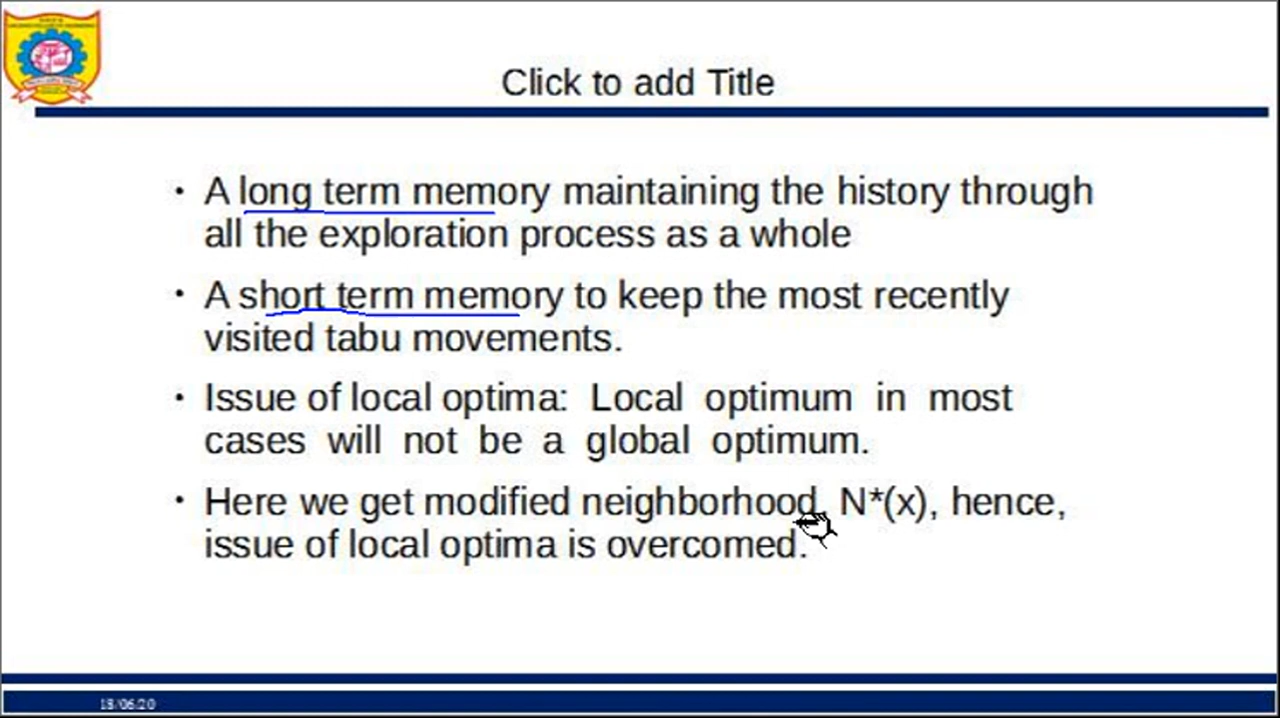 Click to add Title
• A long term memory maintaining the history through
all the exploration process as a whole
• A short term memory to keep the most recently
visited tabu movements.
• Issue of local optima: Local optimum in most
cases will not be a global optimum.
• Here we get modified neighborhood, N*(x), hence,
issue of local optima is overcomed.
18/06/20